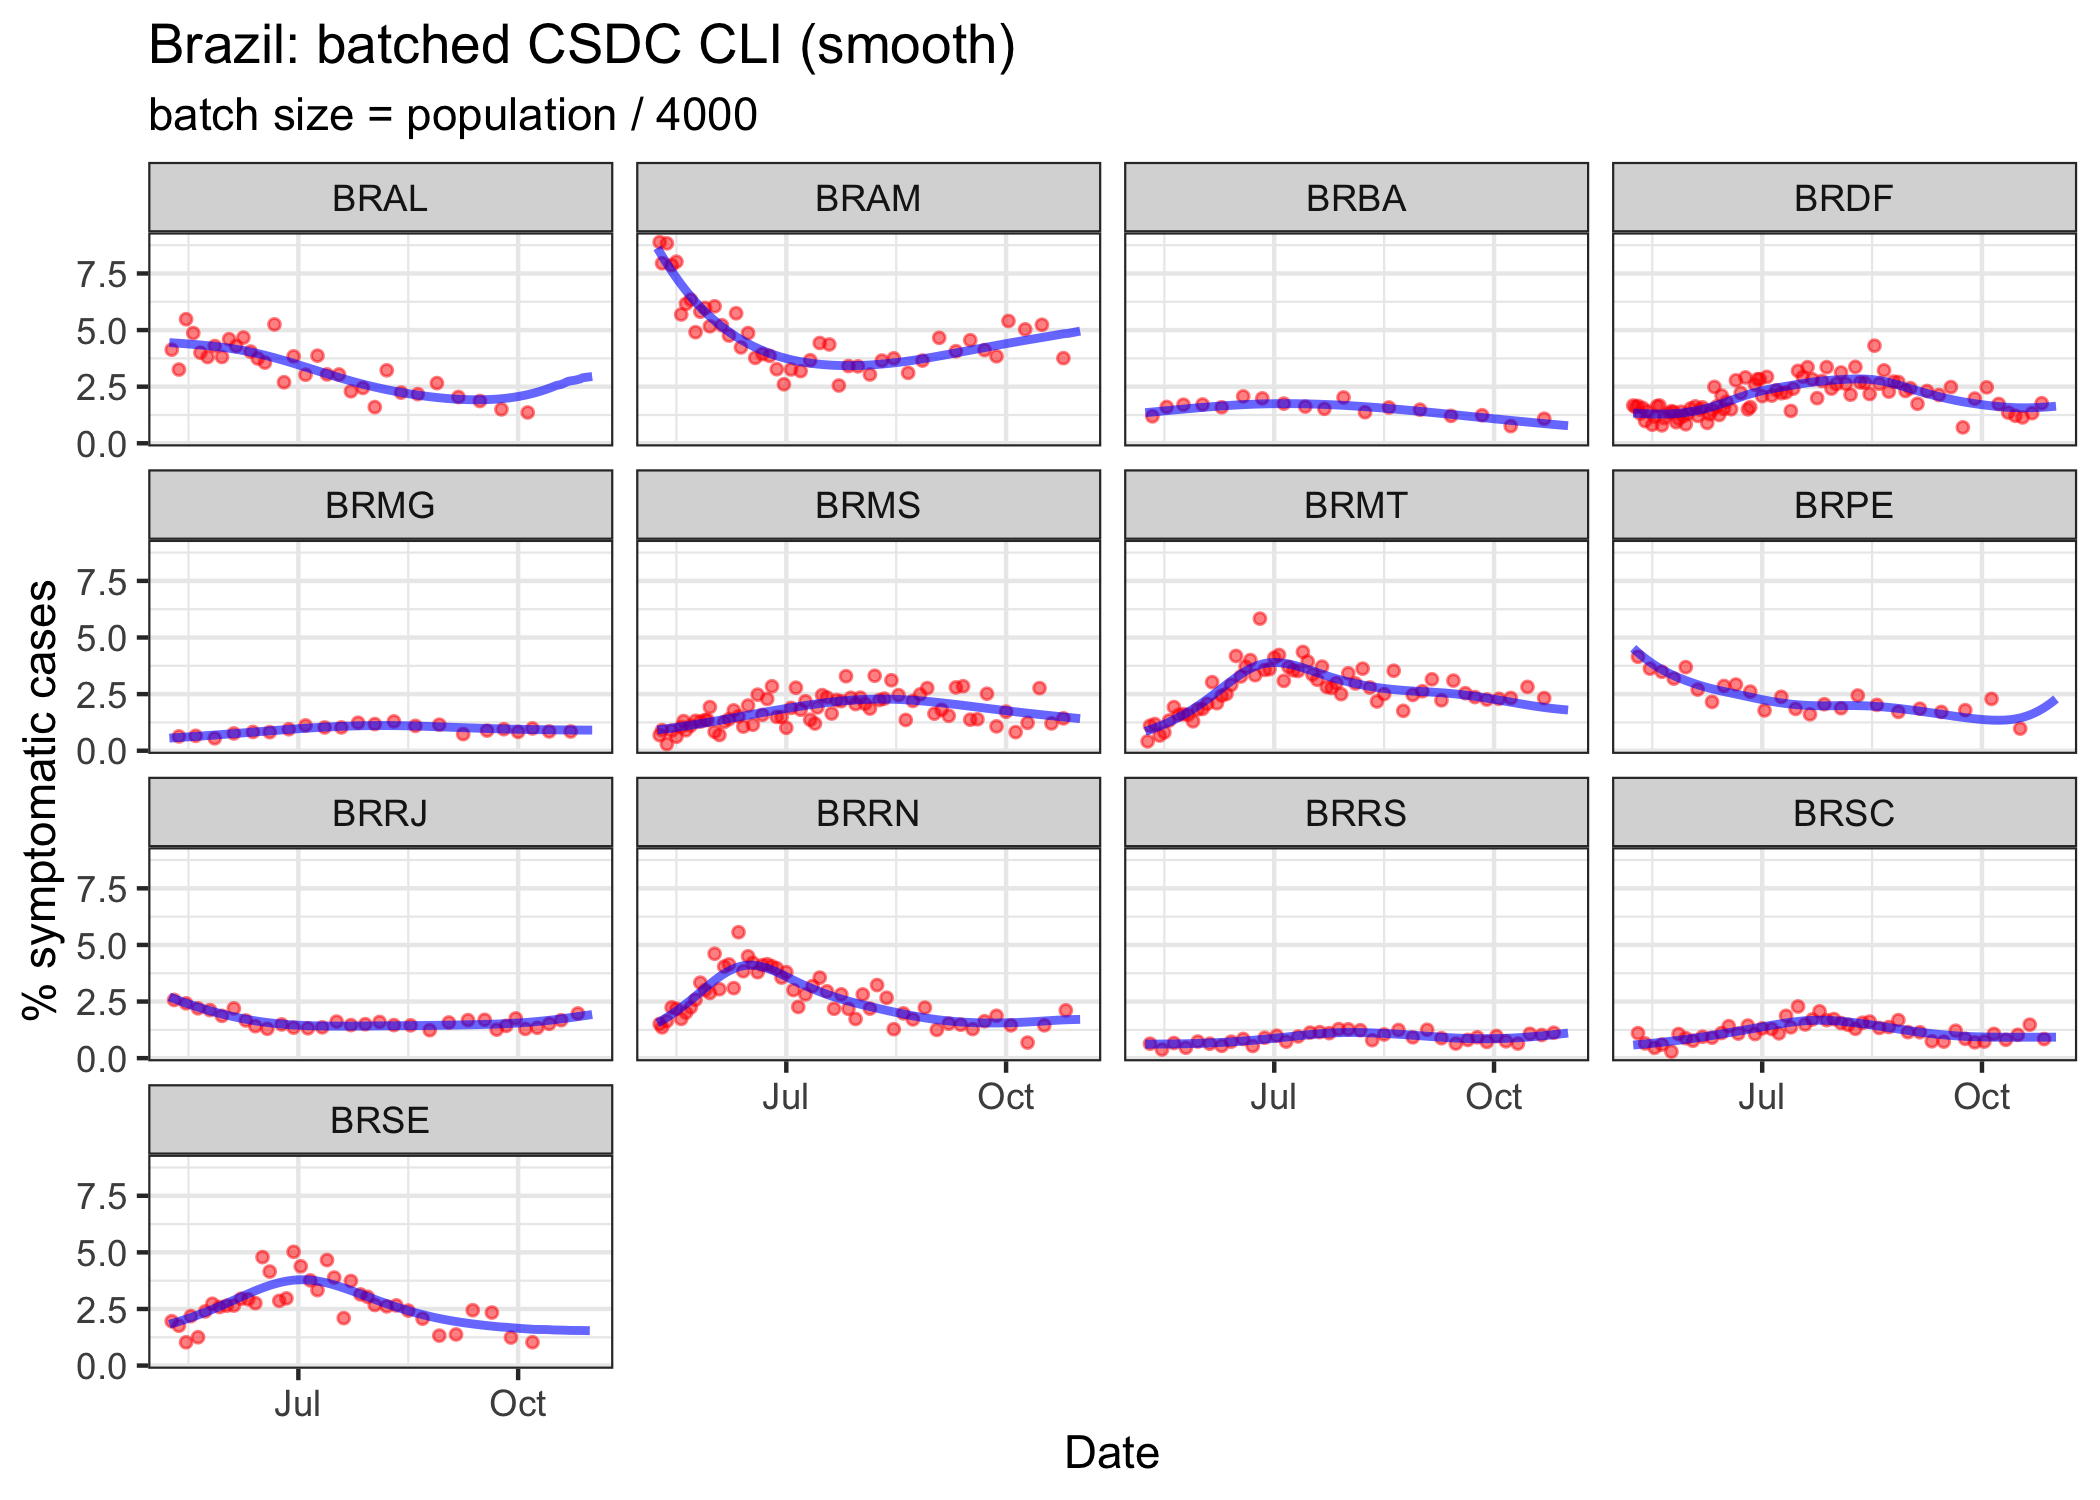 Brazil: batched CSDC CLI (smooth)
batch size = population / 4000
BRAL BRAM BRBA BRDF
7.5
5.0
2.5
0.0
BRMG BRMS BRMT BRPE
7.5
5.0
2.5
0.0
% symptomatic cases
BRRJ BRRN BRRS BRSC
7.5
5.0
2.5
0.0
Jul Oct Jul Oct Jul Oct
BRSE
7.5
5.0
2.5
0.0
Jul Oct
Date